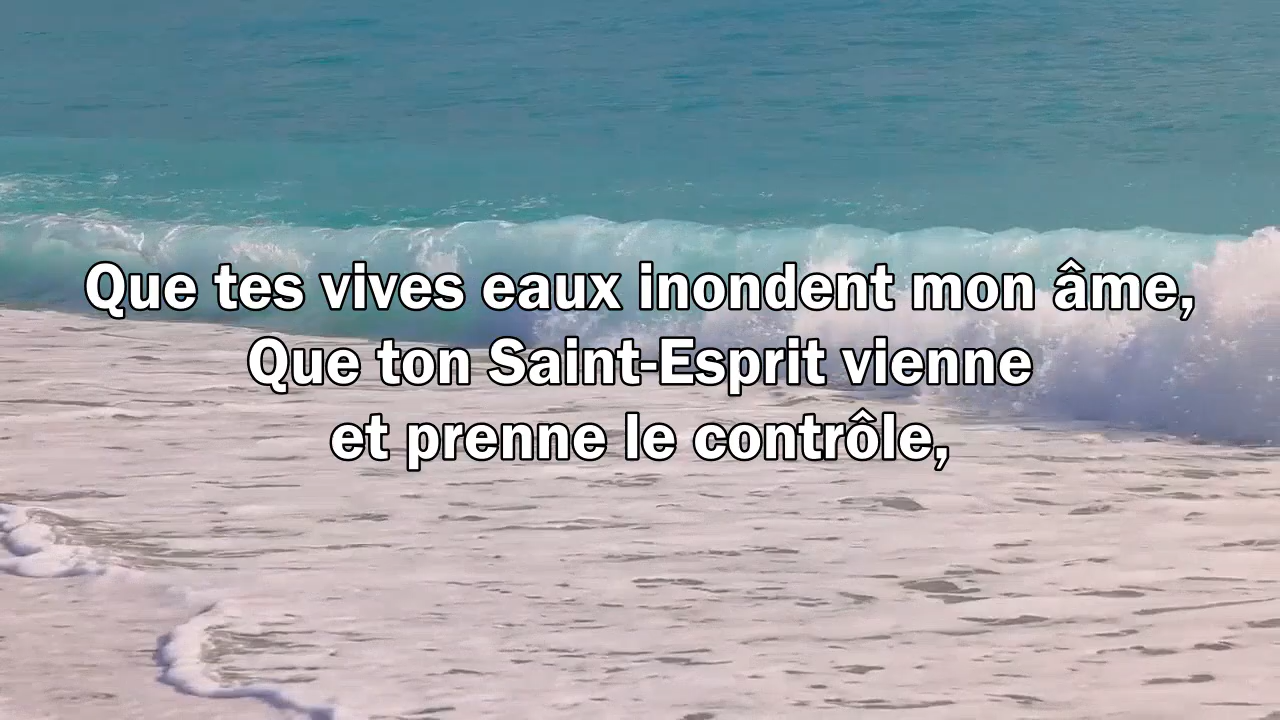 Que tes vives eaux inondent mon âme,
Que ton Saint-Esprit vienne
et prenne le contrôle,